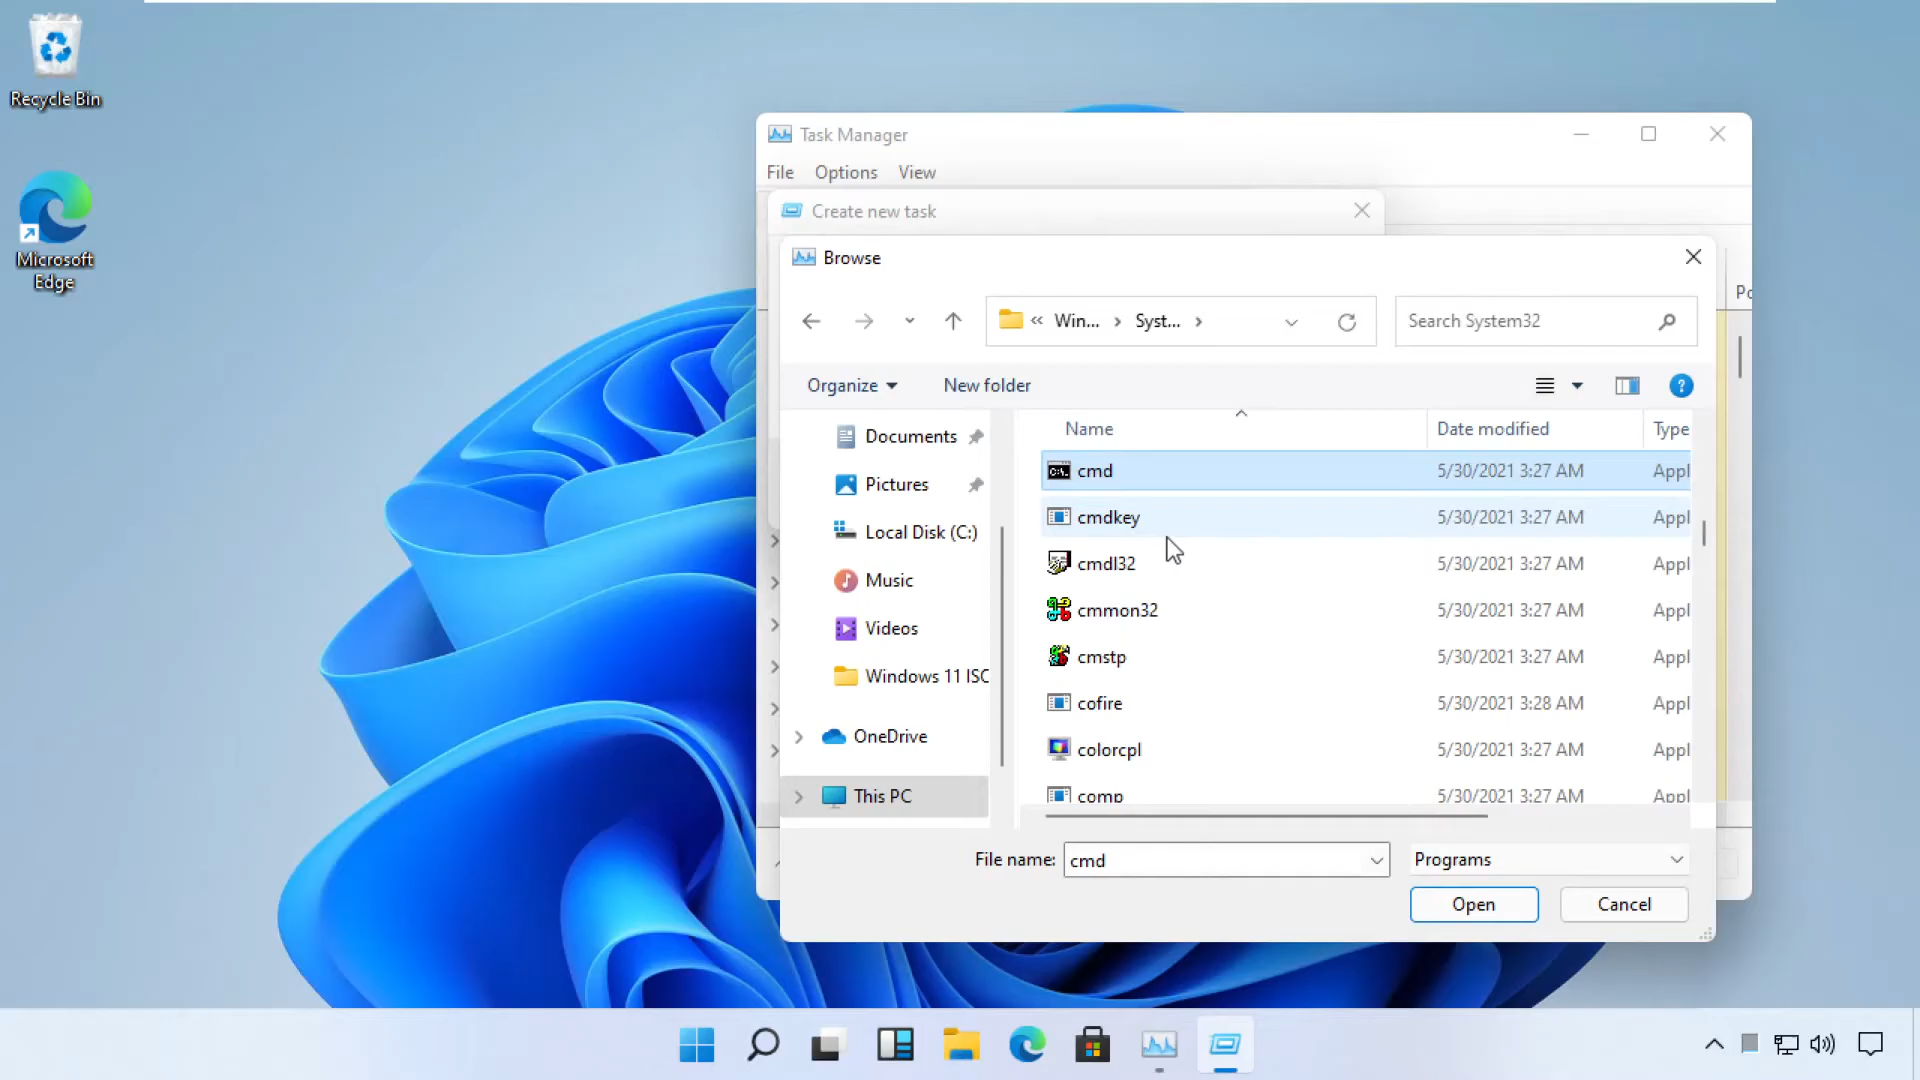 Recycle Bin
Microsoft
Edge
Task Manager
File Options View
Create new task
Browse
« Win... › Syst... ›
Search System32
Organize
New folder
Name
Date modified
Type
Documents
Pictures
Local Disk (C:)
Music
Videos
Windows 11 ISO
OneDrive
This PC
cmd 5/30/2021 3:27 AM Appl
cmdkey 5/30/2021 3:27 AM Appl
cmdl32 5/30/2021 3:27 AM Appl
cmmon32 5/30/2021 3:27 AM Appl
cmstp 5/30/2021 3:27 AM Appl
cofire 5/30/2021 3:28 AM Appl
colorcpl 5/30/2021 3:27 AM Appl
comp 5/30/2021 3:27 AM Appl
Po
File name: cmd
Programs
Open
Cancel